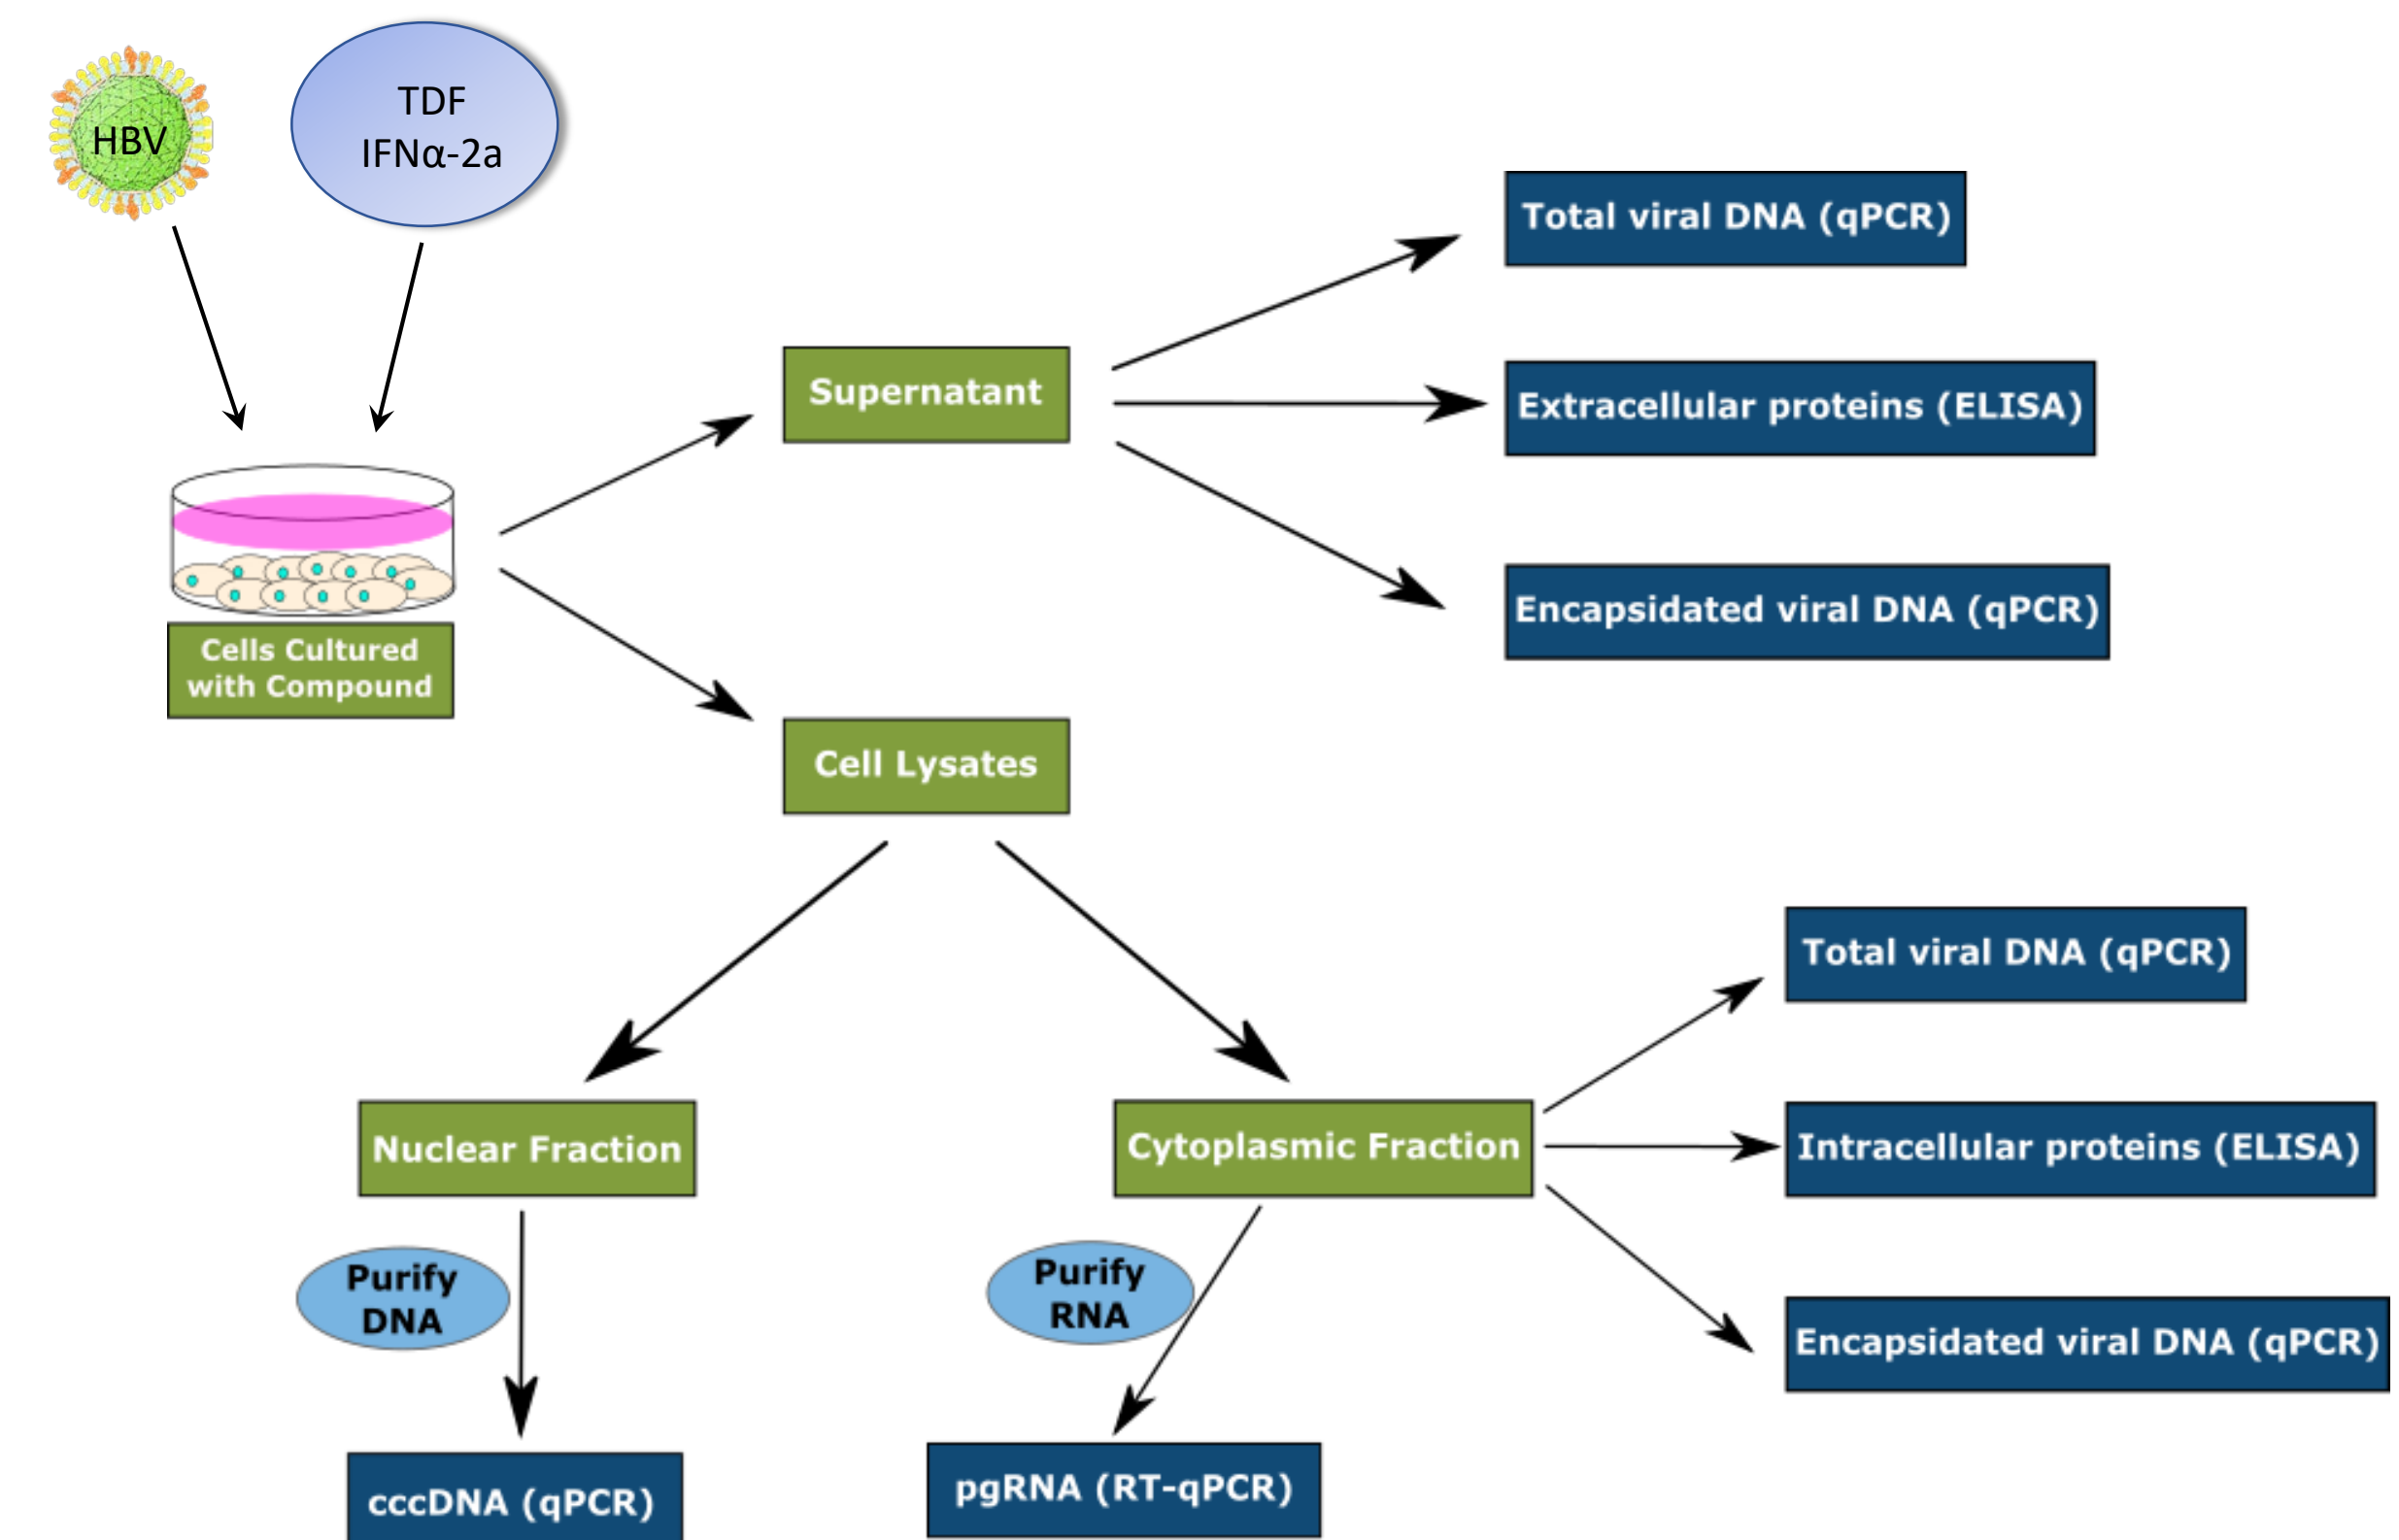 HBV
TDF
IFNα-2a
Total viral DNA (qPCR)
Supernatant
Extracellular proteins (ELISA)
Encapsidated viral DNA (qPCR)
Cells Cultured
with Compound
Cell Lysates
Total viral DNA (qPCR)
Nuclear Fraction
Cytoplasmic Fraction
Intracellular proteins (ELISA)
Purify
DNA
Purify
RNA
Encapsidated viral DNA (qPCR)
cccDNA (qPCR)
pgRNA (RT-qPCR)